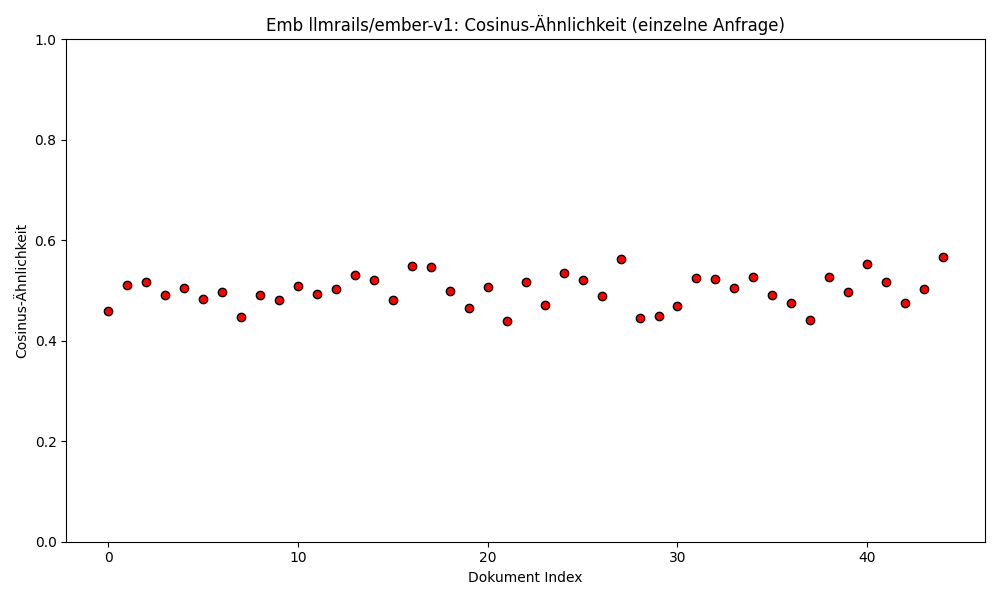 Emb llmrails/ember-v1: Cosinus-Ähnlichkeit (einzelne Anfrage)
1.0
0.8
0.6
0.4
0.2
0.0
Cosinus-Ähnlichkeit
0 10 20 30 40
Dokument Index